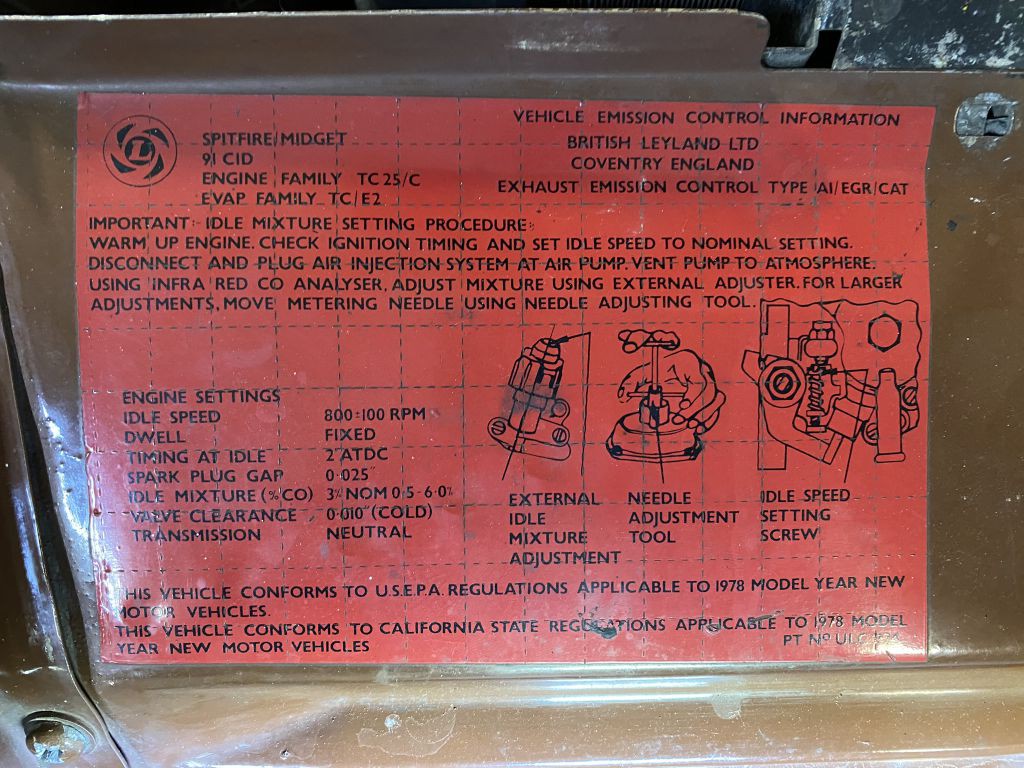 L
SPITFIRE/MIDGET
91 CID
ENGINE FAMILY TC 25/C
EVAP FAMILY TC/E2
VEHICLE EMISSION CONTROL INFORMATION
BRITISH LEYLAND LTD
COVENTRY ENGLAND
EXHAUST EMISSION CONTROL TYPE AI/EGR/CAT
IMPORTANT: IDLE MIXTURE SETTING PROCEDURE:
WARM UP ENGINE. CHECK IGNITION TIMING AND SET IDLE SPEED TO NOMINAL SETTING.
DISCONNECT AND PLUG AIR INJECTION SYSTEM AT AIR PUMP. VENT PUMP TO ATMOSPHERE.
USING INFRA RED CO ANALYSER, ADJUST MIXTURE USING EXTERNAL ADJUSTER. FOR LARGER
ADJUSTMENTS, MOVE METERING NEEDLE USING NEEDLE ADJUSTING TOOL.
ENGINE SETTINGS
IDLE SPEED 800±100 RPM
DWELL FIXED
TIMING AT IDLE 2° ATDC
SPARK PLUG GAP 0·025"
IDLE MIXTURE (%CO) 3% NOM 0·5-6·0%
VALVE CLEARANCE 0·010" (COLD)
TRANSMISSION NEUTRAL
EXTERNAL
IDLE
MIXTURE
ADJUSTMENT
NEEDLE
ADJUSTMENT
TOOL
IDLE SPEED
SETTING
SCREW
THIS VEHICLE CONFORMS TO U.S.E.P.A. REGULATIONS APPLICABLE TO 1978 MODEL YEAR NEW
MOTOR VEHICLES.
THIS VEHICLE CONFORMS TO CALIFORNIA STATE REGULATIONS APPLICABLE TO 1978 MODEL
YEAR NEW MOTOR VEHICLES
PT Nº